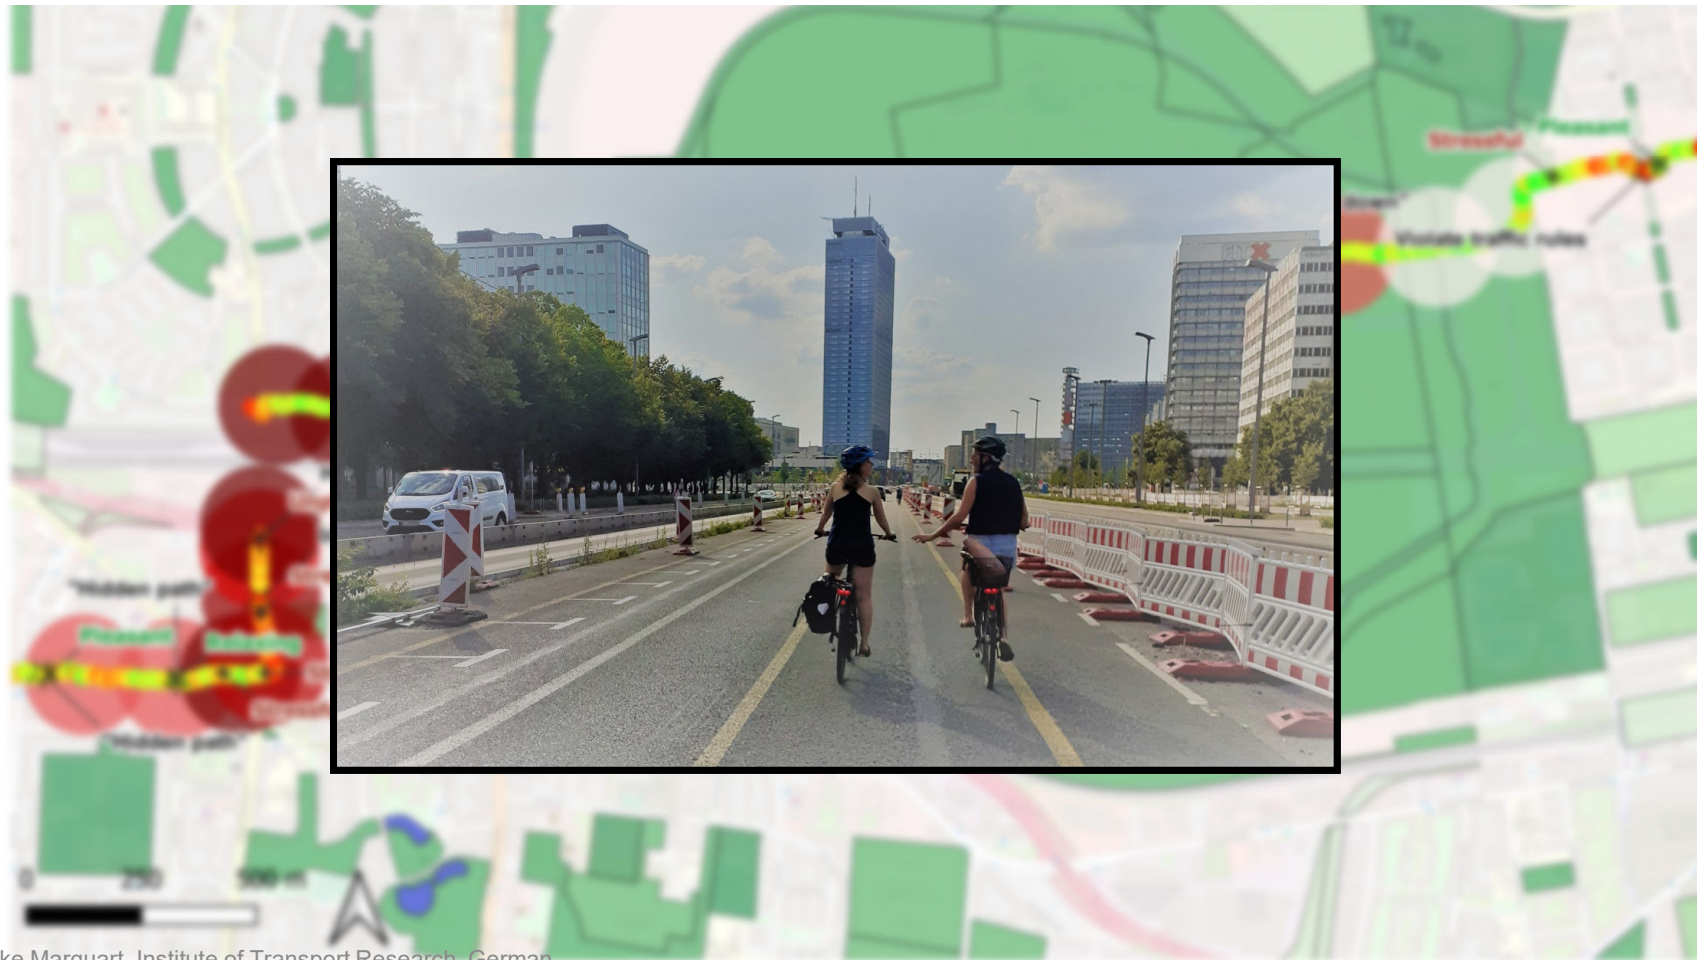 Stressful
Pleasant
down"
Violate traffic rules
"Hidden path"
Pleasant
Relaxing
"Hidden path"
0 250 500 m
ke Marquart, Institute of Transport Research, German